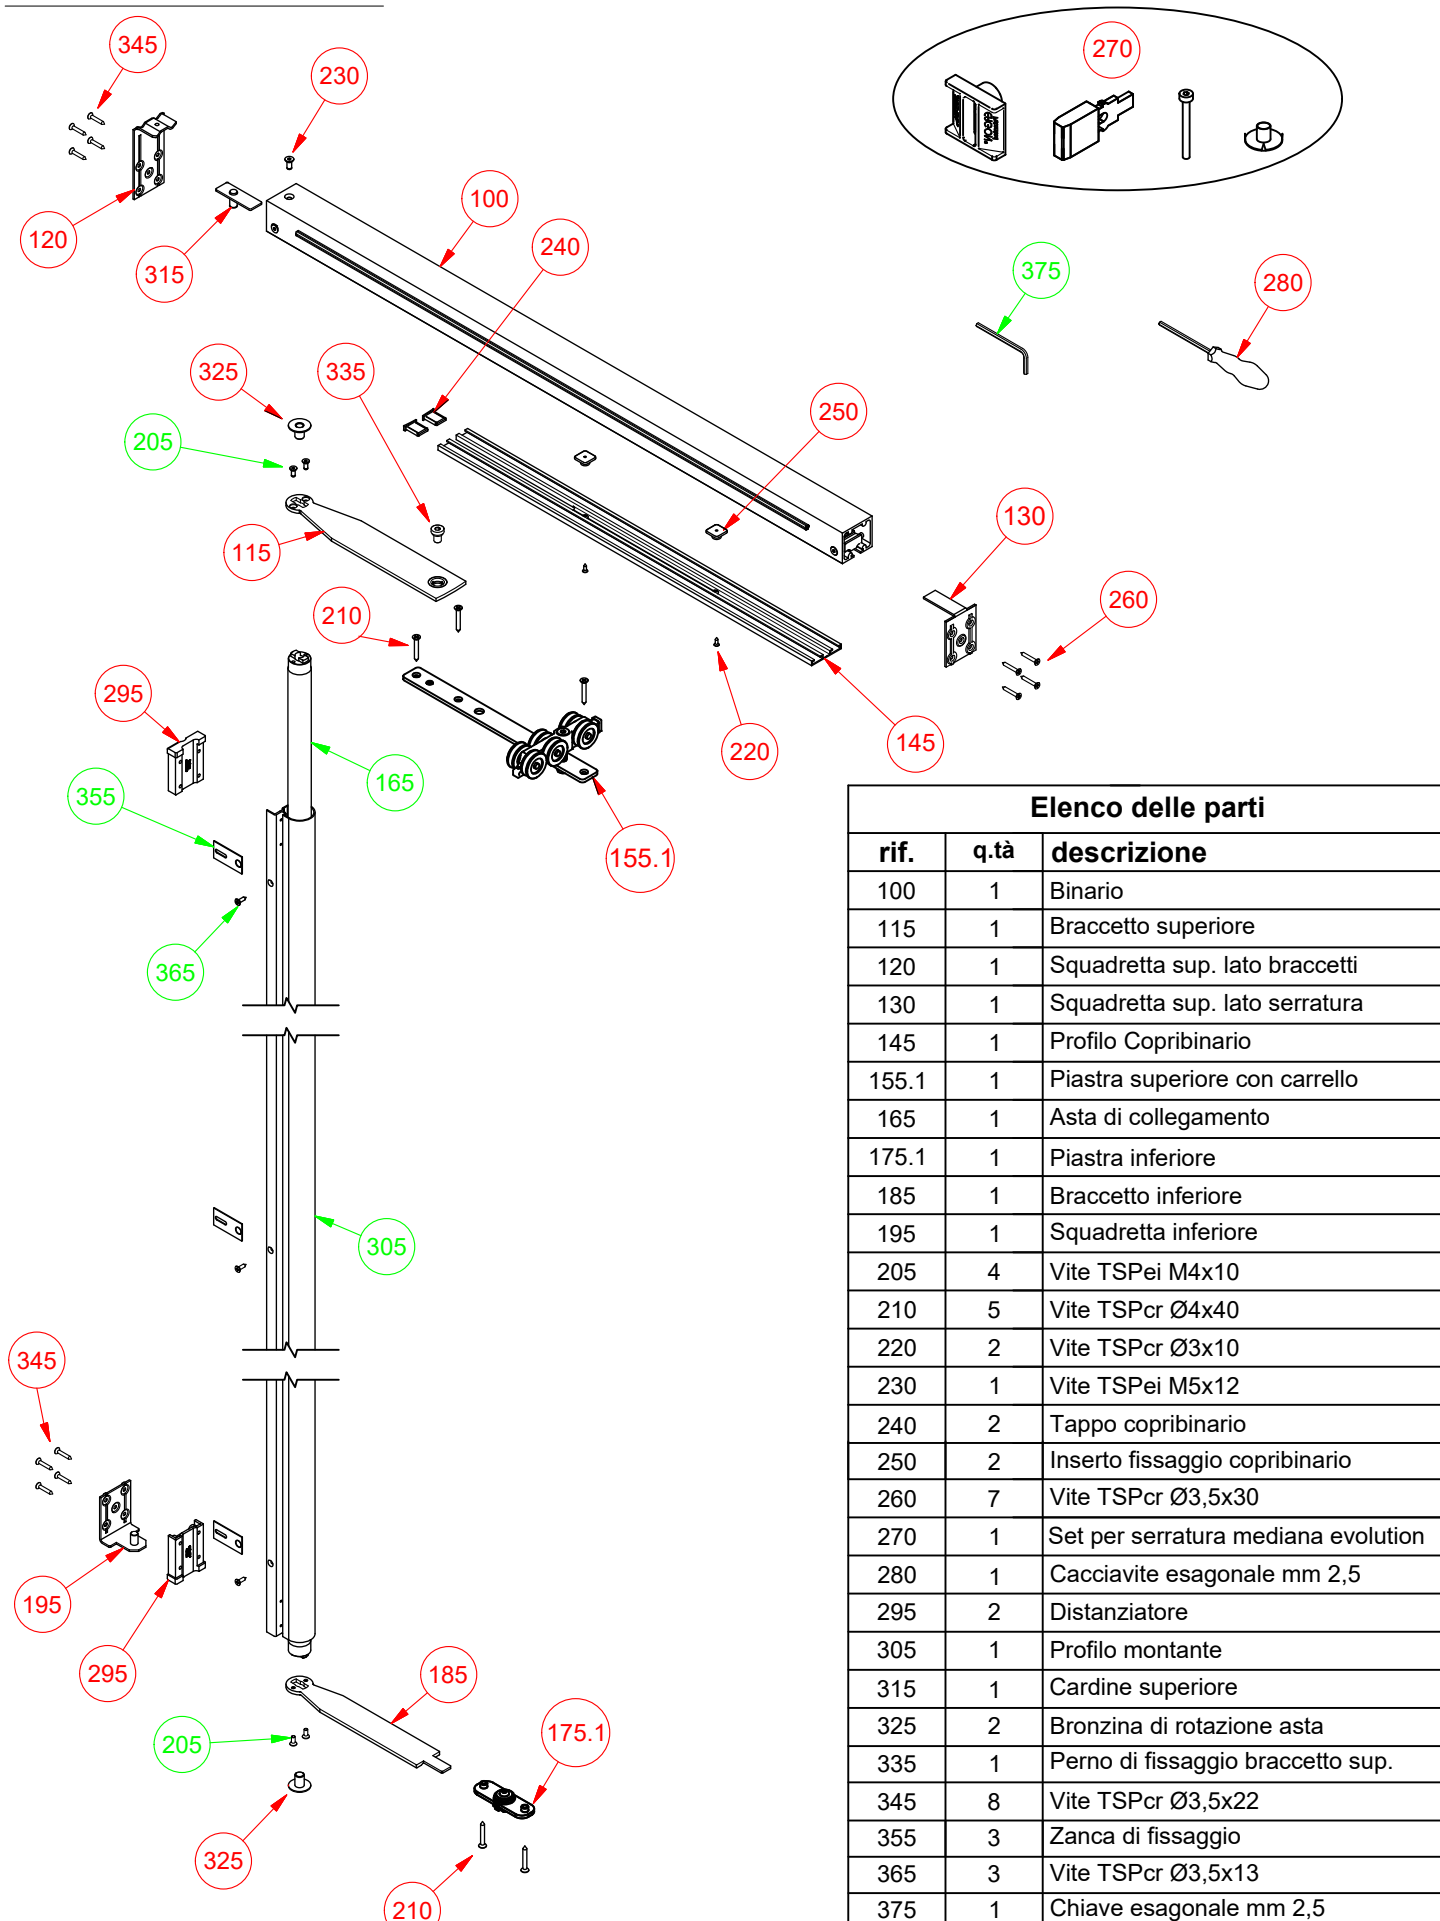 345
230
270
120
315
100
240
375
280
325
335
205
250
115
130
210
260
295
165
220
145
355
155.1
365
305
345
195
295
185
205
175.1
325
210
Elenco delle parti
rif. q.tà descrizione
100 1 Binario
115 1 Braccetto superiore
120 1 Squadretta sup. lato braccetti
130 1 Squadretta sup. lato serratura
145 1 Profilo Copribinario
155.1 1 Piastra superiore con carrello
165 1 Asta di collegamento
175.1 1 Piastra inferiore
185 1 Braccetto inferiore
195 1 Squadretta inferiore
205 4 Vite TSPei M4x10
210 5 Vite TSPcr Ø4x40
220 2 Vite TSPcr Ø3x10
230 1 Vite TSPei M5x12
240 2 Tappo copribinario
250 2 Inserto fissaggio copribinario
260 7 Vite TSPcr Ø3,5x30
270 1 Set per serratura mediana evolution
280 1 Cacciavite esagonale mm 2,5
295 2 Distanziatore
305 1 Profilo montante
315 1 Cardine superiore
325 2 Bronzina di rotazione asta
335 1 Perno di fissaggio braccetto sup.
345 8 Vite TSPcr Ø3,5x22
355 3 Zanca di fissaggio
365 3 Vite TSPcr Ø3,5x13
375 1 Chiave esagonale mm 2,5